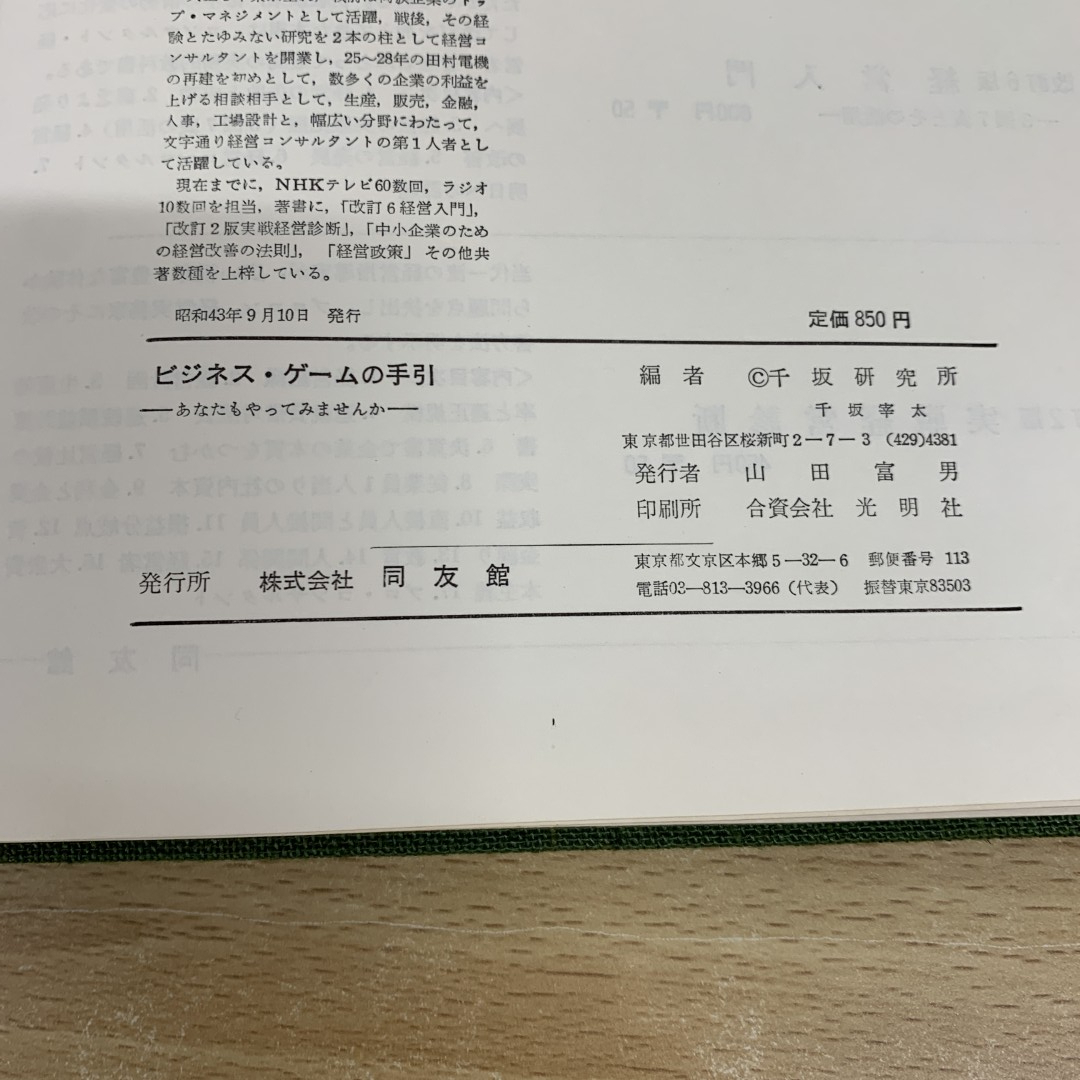 プ・マネジメントとして活躍，戦後，その経
験とたゆみない研究を２本の柱として経営コ
ンサルタントを開業し，25〜28年の田村電機
の再建を初めとして，数多くの企業の利益を
上げる相談相手として，生産，販売，金融，
人事，工場設計と，幅広い分野にわたって，
文字通り経営コンサルタントの第１人者とし
て活躍している。
現在までに，NHKテレビ60数回，ラジオ
10数回を担当，著書に，「改訂６経営入門」，
「改訂２版実戦経営診断」，「中小企業のため
の経営改善の法則」，「経営政策」その他共
著数種を上梓している。
昭和43年９月10日　発行
定価850円
ビジネス・ゲームの手引
——あなたもやってみませんか——
編者　©千坂研究所
千坂宰太
東京都世田谷区桜新町２−７−３ (429)4381
発行者　山田富男
印刷所　合資会社　光明社
発行所　株式会社　同友館
東京都文京区本郷５−32−６　郵便番号 113
電話03—813—3966（代表）　振替東京83503